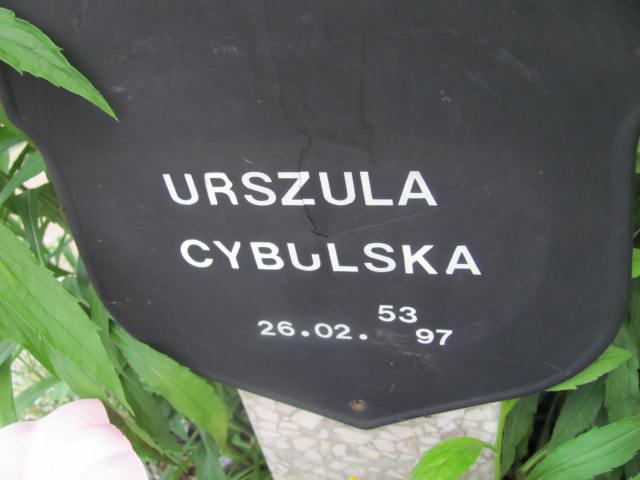 URSZULA
CYBULSKA
26.02. 53
97